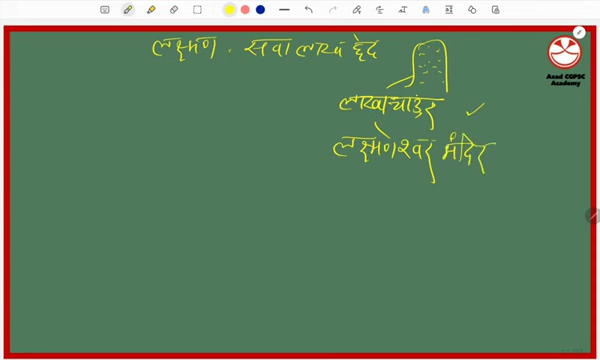 लक्ष्मण . सवा लाख छेद
लाखाचांउर
लक्ष्मणेश्वर मंदिर
Azad CGPSC
Academy